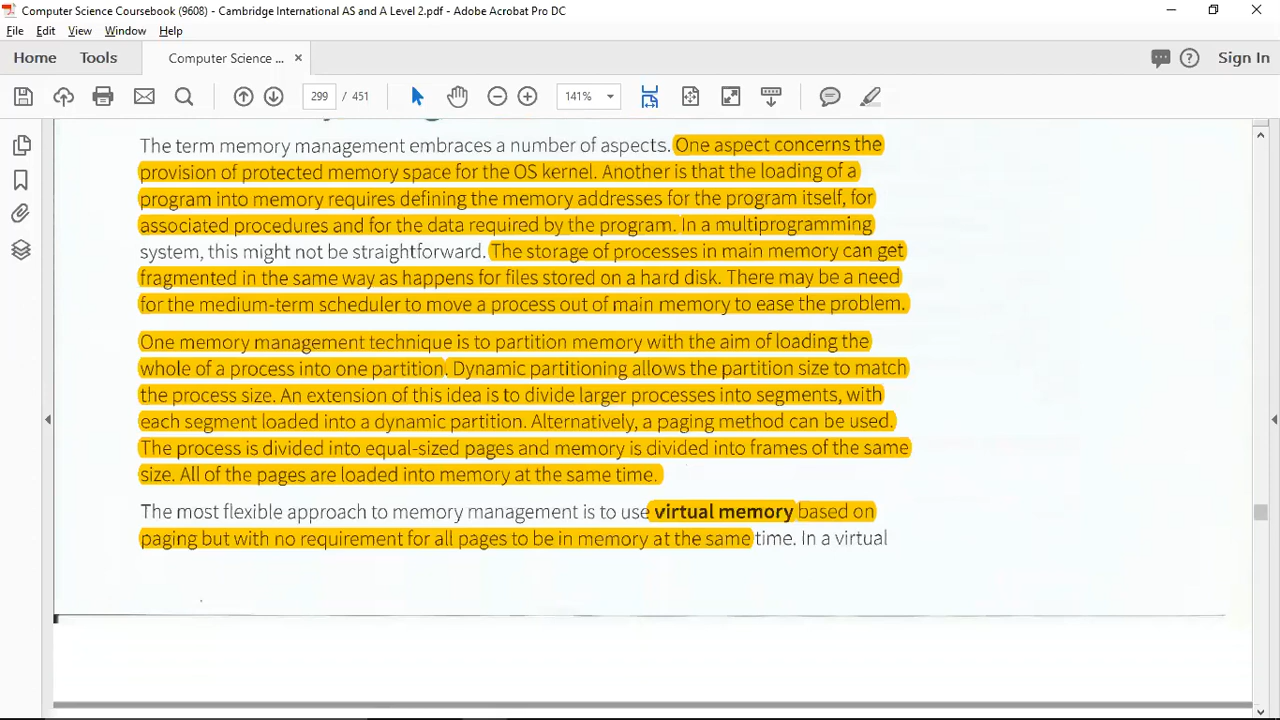 Computer Science Coursebook (9608) - Cambridge International AS and A Level 2.pdf - Adobe Acrobat Pro DC
File Edit View Window Help
Home Tools Computer Science ... × Sign In
299 / 451 141%
The term memory management embraces a number of aspects. One aspect concerns the
provision of protected memory space for the OS kernel. Another is that the loading of a
program into memory requires defining the memory addresses for the program itself, for
associated procedures and for the data required by the program. In a multiprogramming
system, this might not be straightforward. The storage of processes in main memory can get
fragmented in the same way as happens for files stored on a hard disk. There may be a need
for the medium-term scheduler to move a process out of main memory to ease the problem.
One memory management technique is to partition memory with the aim of loading the
whole of a process into one partition. Dynamic partitioning allows the partition size to match
the process size. An extension of this idea is to divide larger processes into segments, with
each segment loaded into a dynamic partition. Alternatively, a paging method can be used.
The process is divided into equal-sized pages and memory is divided into frames of the same
size. All of the pages are loaded into memory at the same time.
The most flexible approach to memory management is to use virtual memory based on
paging but with no requirement for all pages to be in memory at the same time. In a virtual